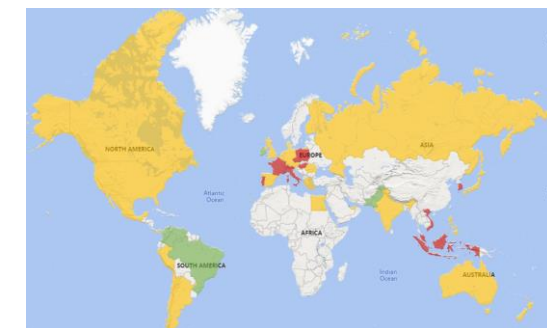 NORTH AMERICA
EUROPE
ASIA
Atlantic
Ocean
AFRICA
SOUTH AMERICA
Indian
Ocean
AUSTRALIA